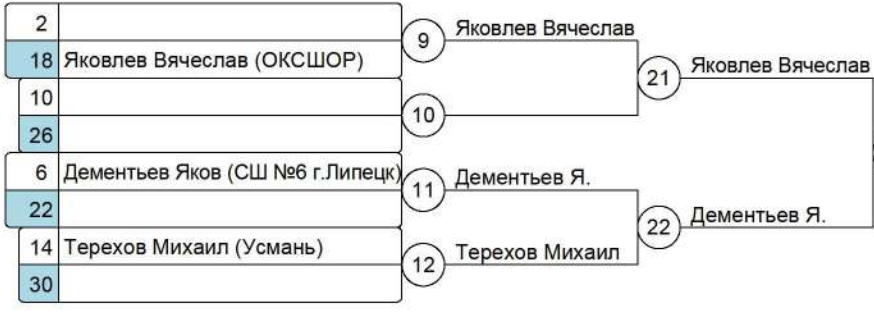 2
18 Яковлев Вячеслав (ОКСШОР)
9
Яковлев Вячеслав
10
26
10
21
Яковлев Вячеслав
6 Дементьев Яков (СШ №6 г.Липецк)
22
11
Дементьев Я.
14 Терехов Михаил (Усмань)
30
12
Терехов Михаил
22
Дементьев Я.